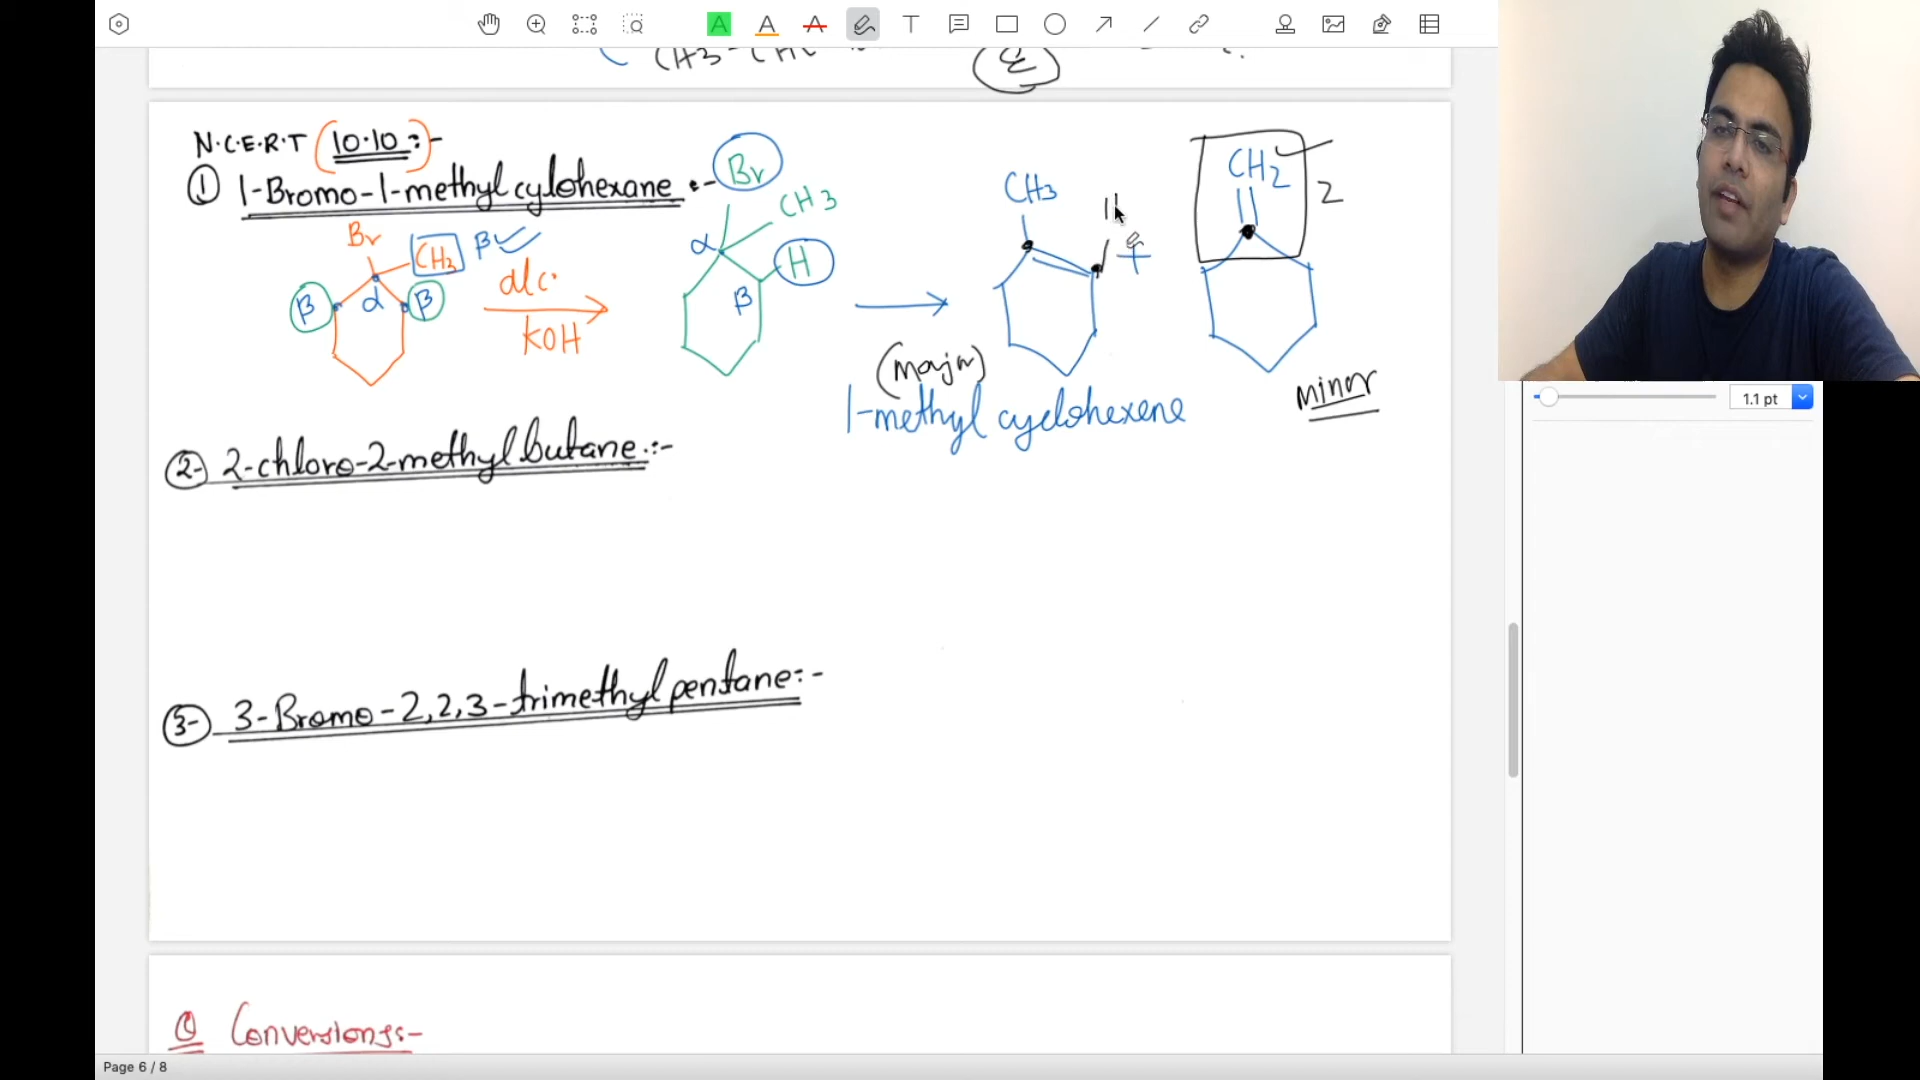 N.C.E.R.T (10.10:-)
① 1-Bromo-1-methyl cylohexane :-
Br
CH3 β
β α β
alc.
KOH
Br
CH3
α
H
β
CH3
CH2
2
(major)
1-methyl cyclohexene
minor
②- 2-chloro-2-methyl butane.:-
③- 3-Bromo-2,2,3-trimethyl pentane:-
Q Conversions:-
1.1 pt
Page 6 / 8